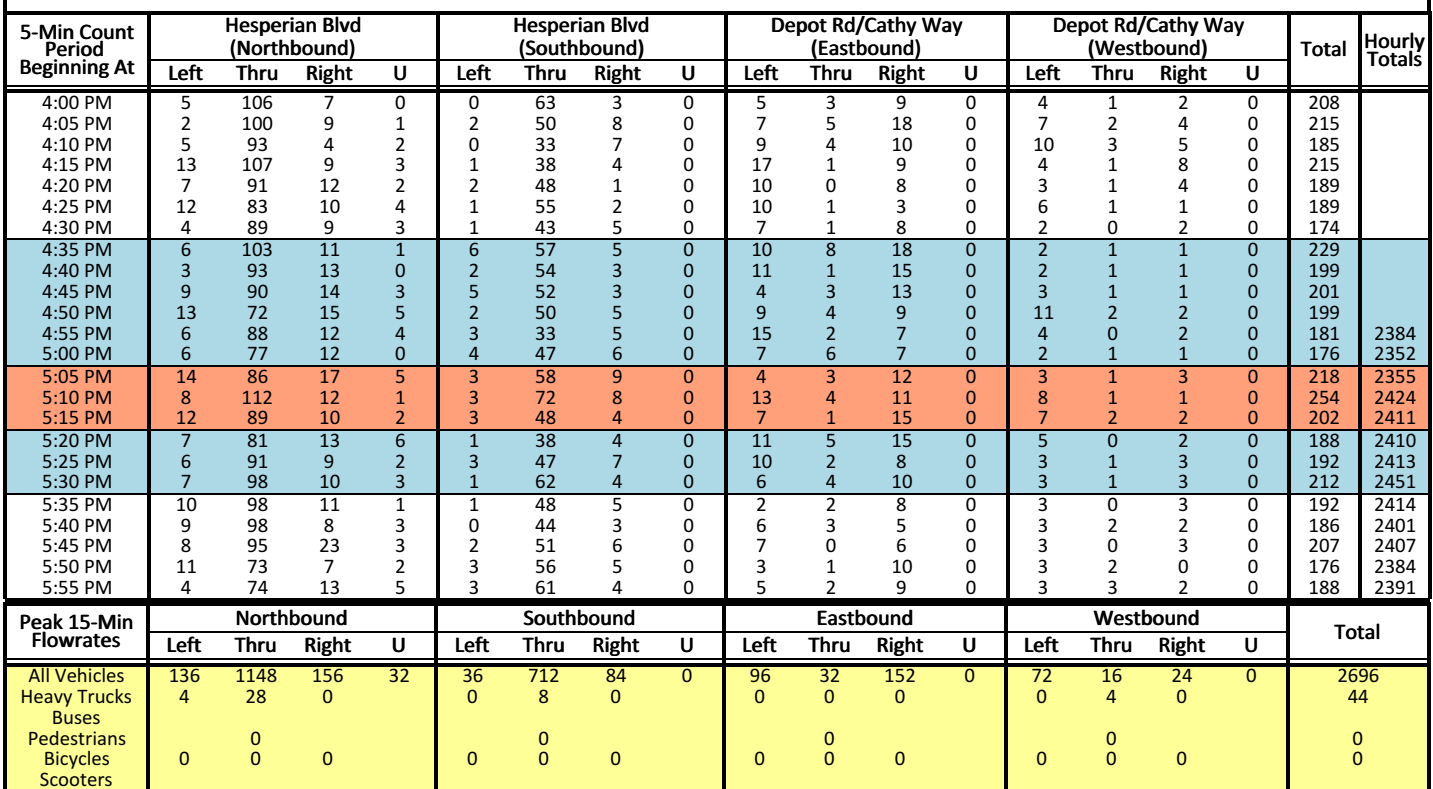 5-Min Count Period Beginning At Hesperian Blvd (Northbound) Hesperian Blvd (Southbound) Depot Rd/Cathy Way (Eastbound) Depot Rd/Cathy Way (Westbound) Total Hourly Totals
Left Thru Right U Left Thru Right U Left Thru Right U Left Thru Right U
4:00 PM 5 106 7 0 0 63 3 0 5 3 9 0 4 1 2 0 208
4:05 PM 2 100 9 1 2 50 8 0 7 5 18 0 7 2 4 0 215
4:10 PM 5 93 4 2 0 33 7 0 9 4 10 0 10 3 5 0 185
4:15 PM 13 107 9 3 1 38 4 0 17 1 9 0 4 1 8 0 215
4:20 PM 7 91 12 2 2 48 1 0 10 0 8 0 3 1 4 0 189
4:25 PM 12 83 10 4 1 55 2 0 10 1 3 0 6 1 1 0 189
4:30 PM 4 89 9 3 1 43 5 0 7 1 8 0 2 0 2 0 174
4:35 PM 6 103 11 1 6 57 5 0 10 8 18 0 2 1 1 0 229
4:40 PM 3 93 13 0 2 54 3 0 11 1 15 0 2 1 1 0 199
4:45 PM 9 90 14 3 5 52 3 0 4 3 13 0 3 1 1 0 201
4:50 PM 13 72 15 5 2 50 5 0 9 4 9 0 11 2 2 0 199
4:55 PM 6 88 12 4 3 33 5 0 15 2 7 0 4 0 2 0 181 2384
5:00 PM 6 77 12 0 4 47 6 0 7 6 7 0 2 1 1 0 176 2352
5:05 PM 14 86 17 5 3 58 9 0 4 3 12 0 3 1 3 0 218 2355
5:10 PM 8 112 12 1 3 72 8 0 13 4 11 0 8 1 1 0 254 2424
5:15 PM 12 89 10 2 3 48 4 0 7 1 15 0 7 2 2 0 202 2411
5:20 PM 7 81 13 6 1 38 4 0 11 5 15 0 5 0 2 0 188 2410
5:25 PM 6 91 9 2 3 47 7 0 10 2 8 0 3 1 3 0 192 2413
5:30 PM 7 98 10 3 1 62 4 0 6 4 10 0 3 1 3 0 212 2451
5:35 PM 10 98 11 1 1 48 5 0 2 2 8 0 3 0 3 0 192 2414
5:40 PM 9 98 8 3 0 44 3 0 6 3 5 0 3 2 2 0 186 2401
5:45 PM 8 95 23 3 2 51 6 0 7 0 6 0 3 0 3 0 207 2407
5:50 PM 11 73 7 2 3 56 5 0 3 1 10 0 3 2 0 0 176 2384
5:55 PM 4 74 13 5 3 61 4 0 5 2 9 0 3 3 2 0 188 2391
Peak 15-Min Flowrates Northbound Southbound Eastbound Westbound Total
Left Thru Right U Left Thru Right U Left Thru Right U Left Thru Right U
All Vehicles 136 1148 156 32 36 712 84 0 96 32 152 0 72 16 24 0 2696
Heavy Trucks 4 28 0 0 8 0 0 0 0 0 4 0 44
Buses
Pedestrians 0 0 0 0 0
Bicycles 0 0 0 0 0 0 0 0 0 0 0 0 0
Scooters